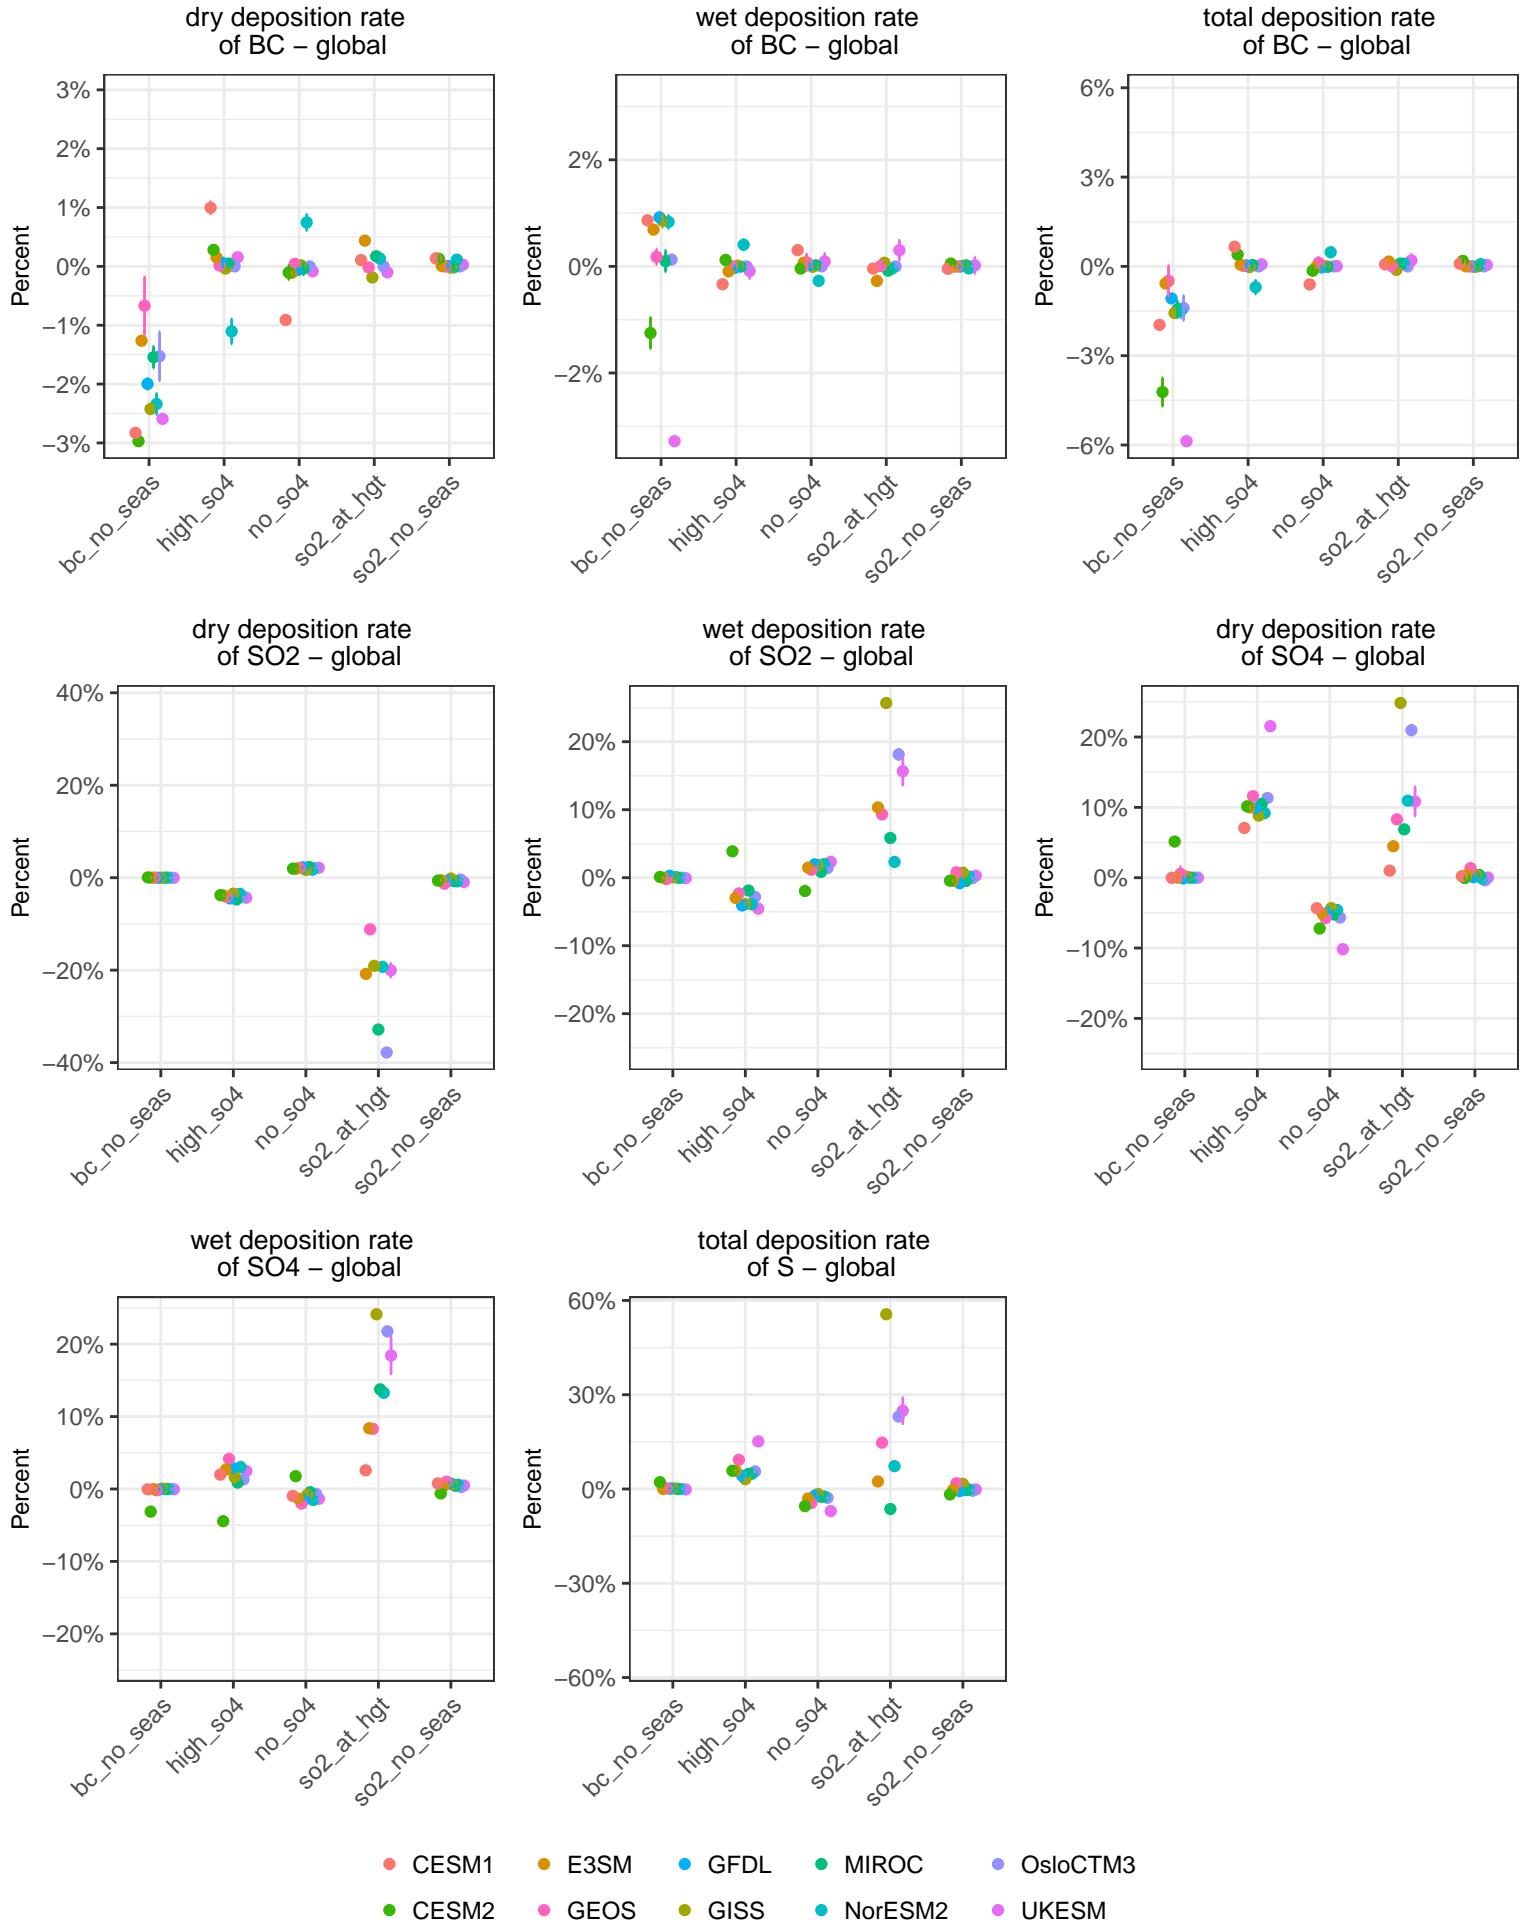 dry deposition rate
of BC – global
Percent
3%
2%
1%
0%
−1%
−2%
−3%
bc_no_seas
high_so4
no_so4
so2_at_hgt
so2_no_seas
wet deposition rate
of BC – global
Percent
2%
0%
−2%
bc_no_seas
high_so4
no_so4
so2_at_hgt
so2_no_seas
total deposition rate
of BC – global
Percent
6%
3%
0%
−3%
−6%
bc_no_seas
high_so4
no_so4
so2_at_hgt
so2_no_seas
dry deposition rate
of SO2 – global
Percent
40%
20%
0%
−20%
−40%
bc_no_seas
high_so4
no_so4
so2_at_hgt
so2_no_seas
wet deposition rate
of SO2 – global
Percent
20%
10%
0%
−10%
−20%
bc_no_seas
high_so4
no_so4
so2_at_hgt
so2_no_seas
dry deposition rate
of SO4 – global
Percent
20%
10%
0%
−10%
−20%
bc_no_seas
high_so4
no_so4
so2_at_hgt
so2_no_seas
wet deposition rate
of SO4 – global
Percent
20%
10%
0%
−10%
−20%
bc_no_seas
high_so4
no_so4
so2_at_hgt
so2_no_seas
total deposition rate
of S – global
Percent
60%
30%
0%
−30%
−60%
bc_no_seas
high_so4
no_so4
so2_at_hgt
so2_no_seas
CESM1 E3SM GFDL MIROC OsloCTM3
CESM2 GEOS GISS NorESM2 UKESM